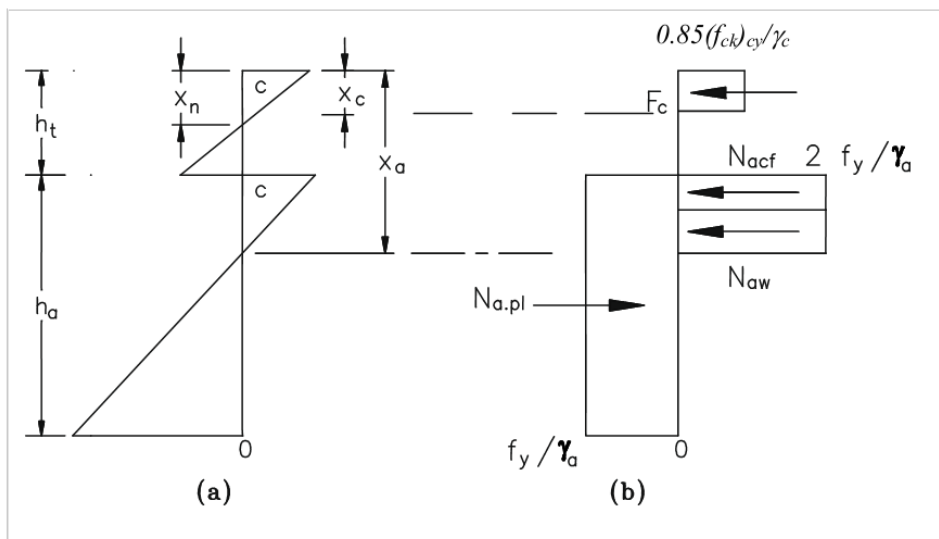 0.85(fck)cy/γc
c
xn
xc
Fc
ht
xa
Nacf 2 fy/γa
c
Naw
Na.pl
ha
0
fy/γa
0
(a)
(b)